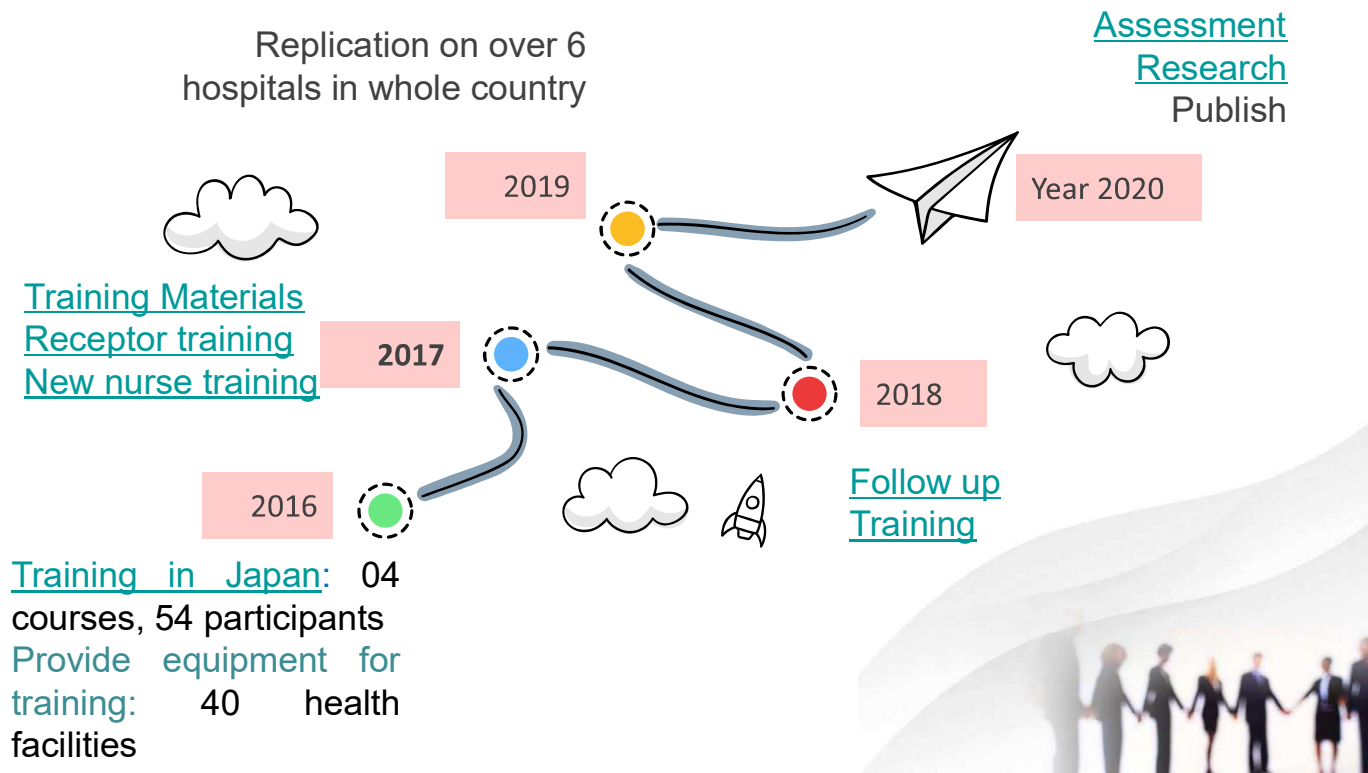 Replication on over 6
hospitals in whole country
Assessment
Research
Publish
2019
Year 2020
Training Materials
Receptor training
New nurse training
2017
2018
2016
Follow up
Training
Training in Japan: 04
courses, 54 participants
Provide equipment for
training: 40 health
facilities